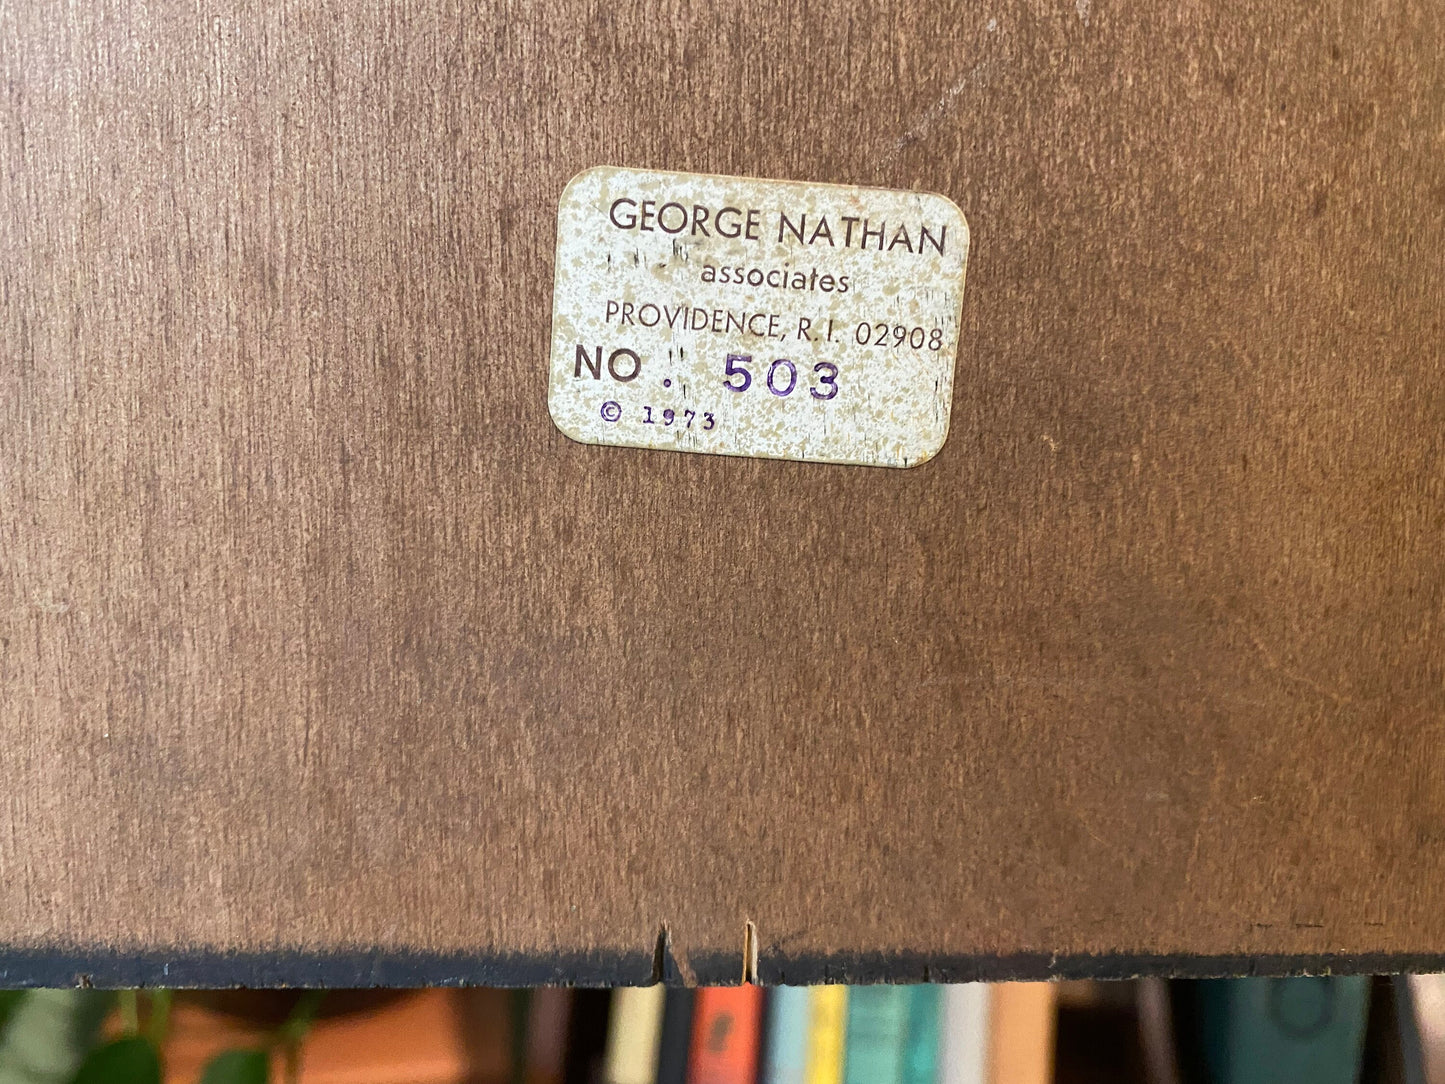 GEORGE NATHAN
associates
PROVIDENCE, R. I. 02908
NO. 503
© 1973